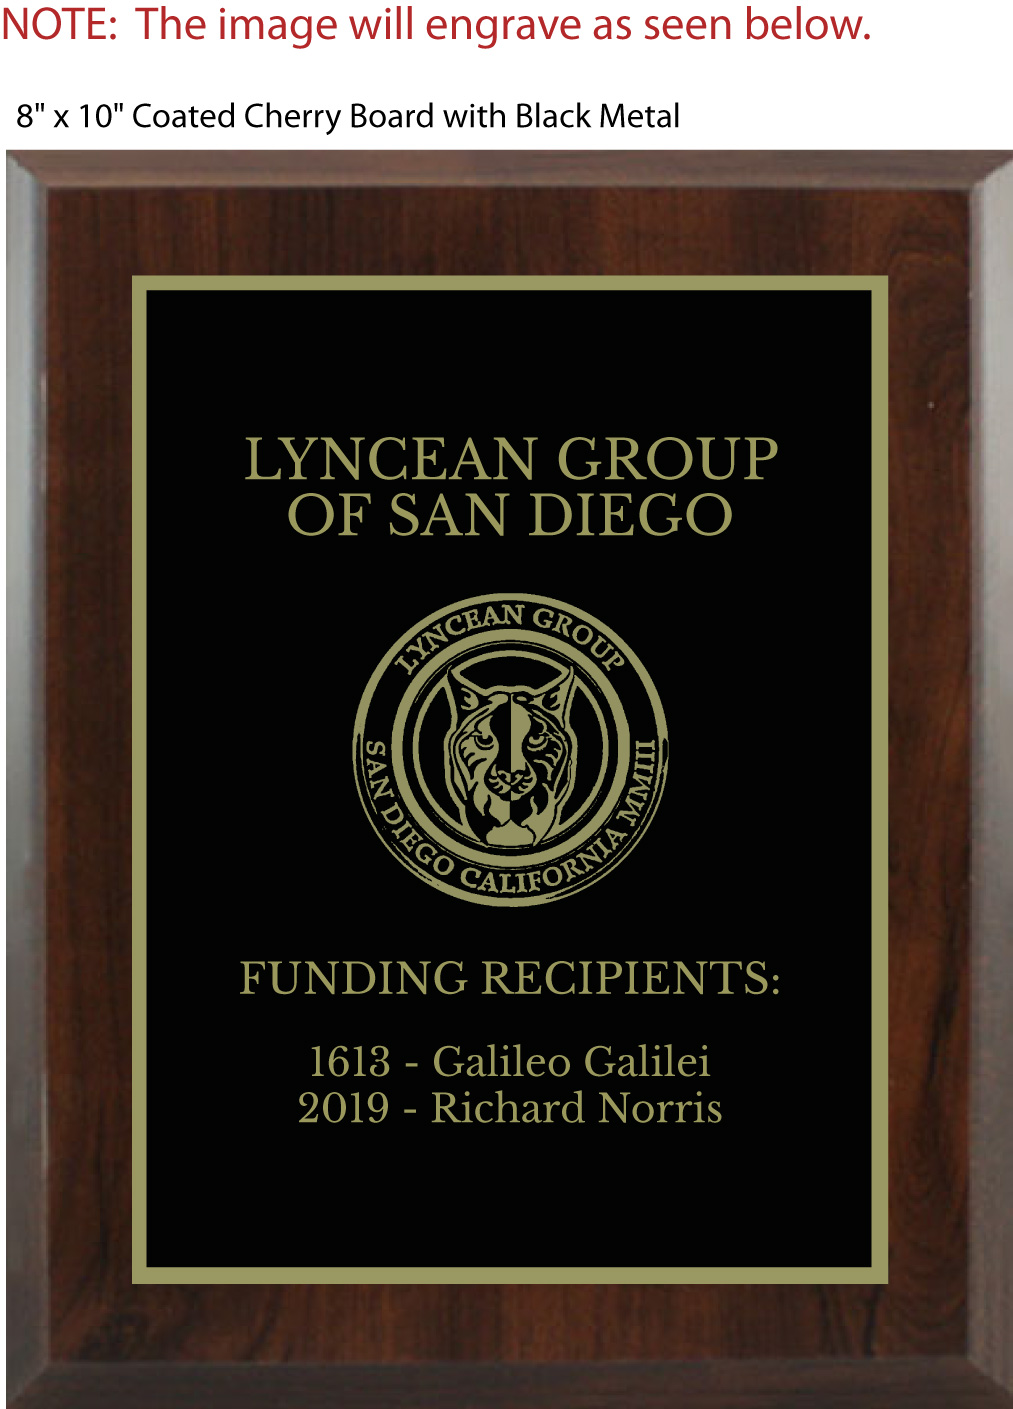 NOTE: The image will engrave as seen below.
8" x 10" Coated Cherry Board with Black Metal
LYNCEAN GROUP
OF SAN DIEGO
LYNCEAN GROUP
SAN DIEGO CALIFORNIA MMIII
FUNDING RECIPIENTS:
1613 - Galileo Galilei
2019 - Richard Norris